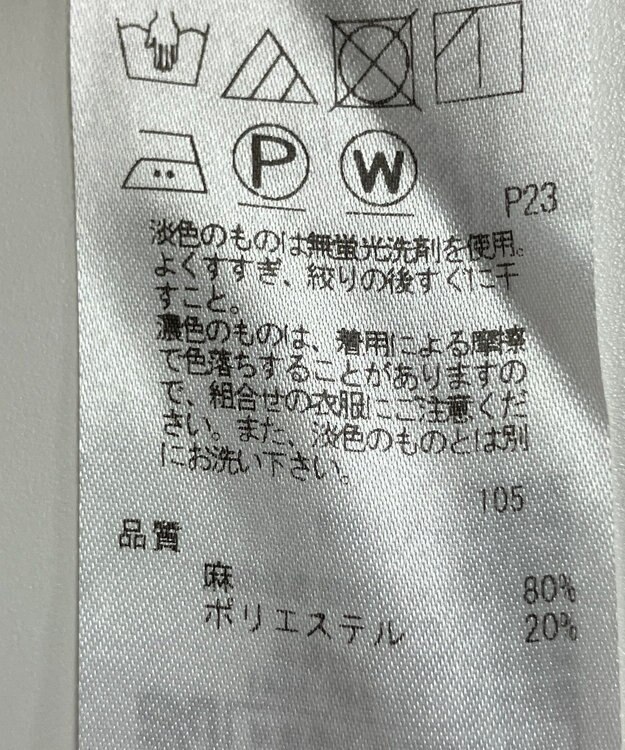 P W P23
淡色のものは無蛍光洗剤を使用。
よくすすぎ、絞りの後すぐに干
すこと。
濃色のものは、着用による摩擦
で色落ちすることがありますの
で、組合せの衣服にご注意くだ
さい。また、淡色のものとは別
にお洗い下さい。
105
品質
麻 80%
ポリエステル 20%